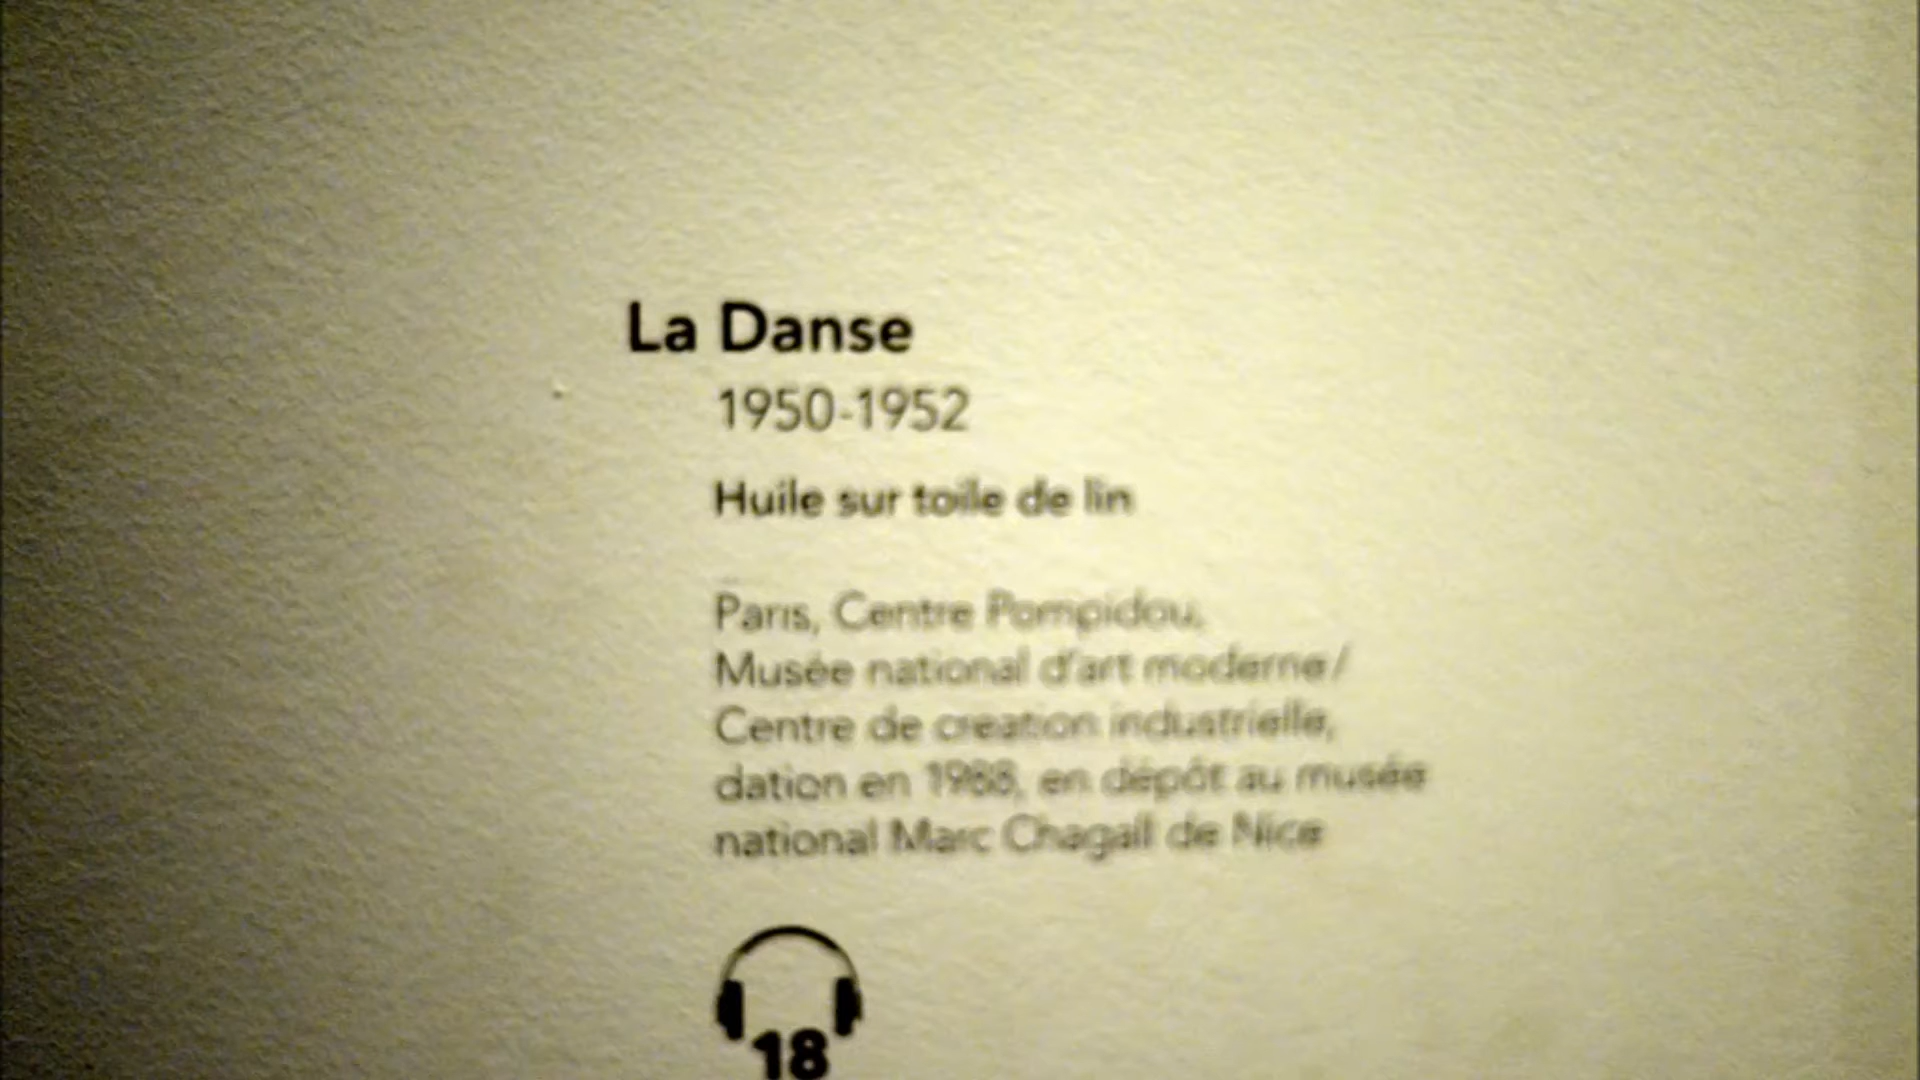 La Danse
1950-1952
Huile sur toile de lin
Paris, Centre Pompidou,
Musée national d'art moderne/
Centre de création industrielle,
dation en 1988, en dépôt au musée
national Marc Chagall de Nice
18